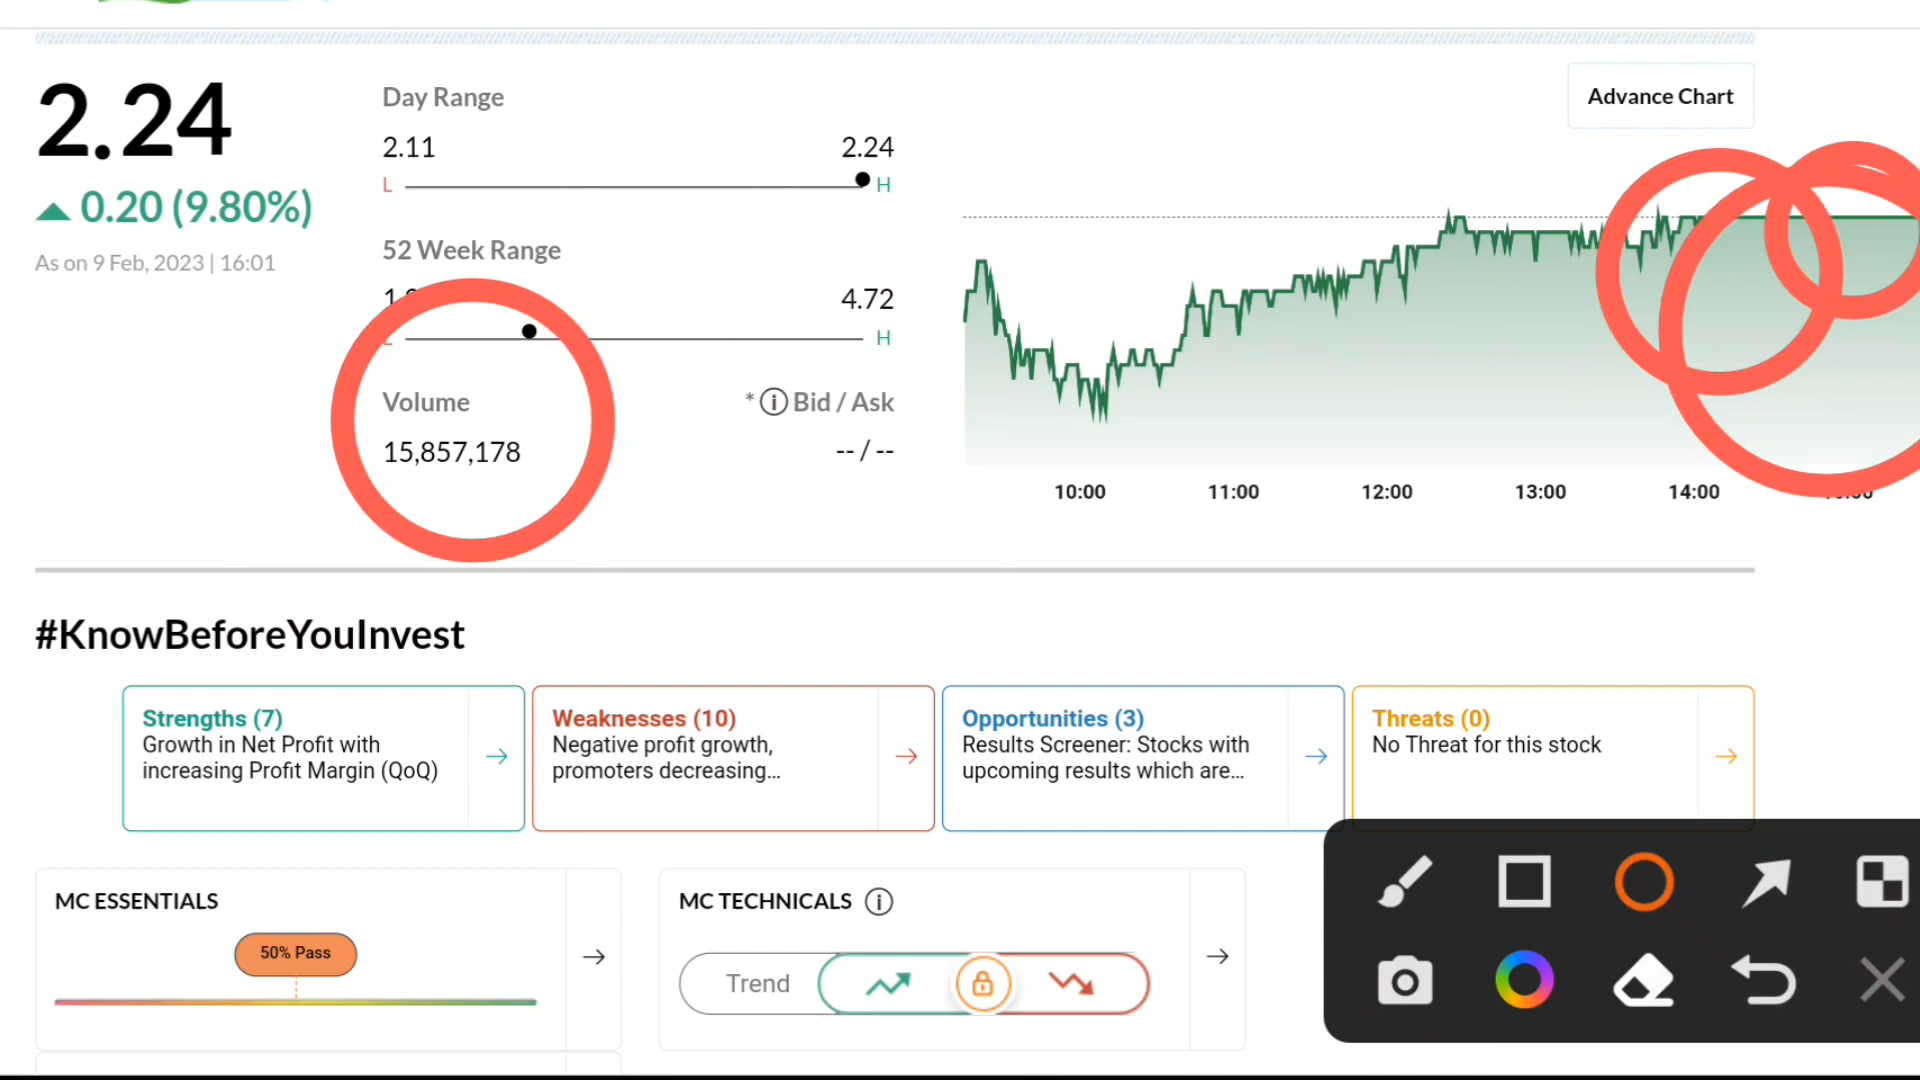 2.24
0.20 (9.80%)
As on 9 Feb, 2023 | 16:01
Day Range
2.11 2.24
L H
52 Week Range
4.72
H
Volume
15,857,178
* i Bid / Ask
-- / --
Advance Chart
10:00 11:00 12:00 13:00 14:00
#KnowBeforeYouInvest
Strengths (7)
Growth in Net Profit with
increasing Profit Margin (QoQ)
Weaknesses (10)
Negative profit growth,
promoters decreasing...
Opportunities (3)
Results Screener: Stocks with
upcoming results which are...
Threats (0)
No Threat for this stock
MC ESSENTIALS
50% Pass
MC TECHNICALS i
Trend